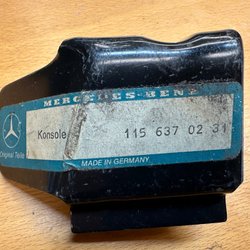 MERCEDES-BENZ
Konsole 115 637 02 31
Original Teile
MADE IN GERMANY